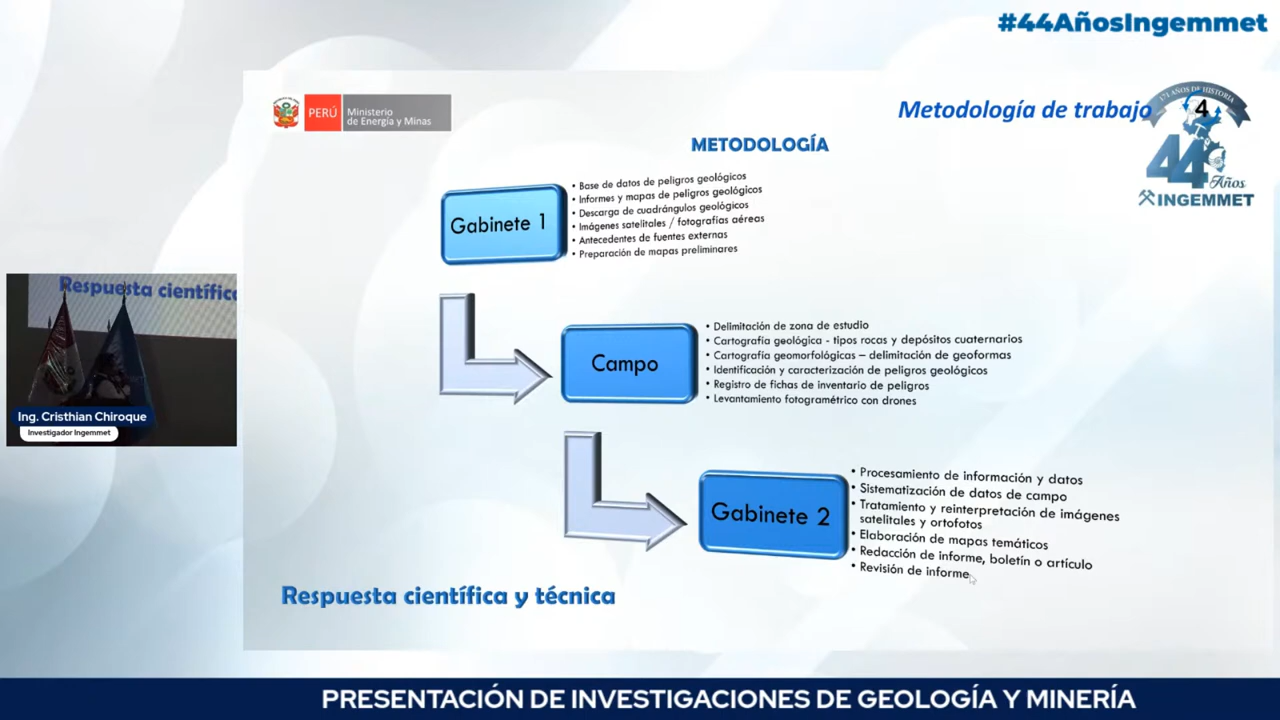 #44AñosIngemmet
PERÚ
Ministerio
de Energía y Minas
Metodología de trabajo
174 AÑOS DE HISTORIA
4
44
Años
INGEMMET
METODOLOGÍA
Gabinete 1
• Base de datos de peligros geológicos
• Informes y mapas de peligros geológicos
• Descarga de cuadrángulos geológicos
• Imágenes satelitales / fotografías aéreas
• Antecedentes de fuentes externas
• Preparación de mapas preliminares
Respuesta científica
Ing. Cristhian Chiroque
Investigador Ingemmet
Campo
• Delimitación de zona de estudio
• Cartografía geológica - tipos rocas y depósitos cuaternarios
• Cartografía geomorfológicas – delimitación de geoformas
• Identificación y caracterización de peligros geológicos
• Registro de fichas de inventario de peligros
• Levantamiento fotogramétrico con drones
Gabinete 2
• Procesamiento de información y datos
• Sistematización de datos de campo
• Tratamiento y reinterpretación de imágenes
satelitales y ortofotos
• Elaboración de mapas temáticos
• Redacción de informe, boletín o artículo
• Revisión de informe
Respuesta científica y técnica
PRESENTACIÓN DE INVESTIGACIONES DE GEOLOGÍA Y MINERÍA